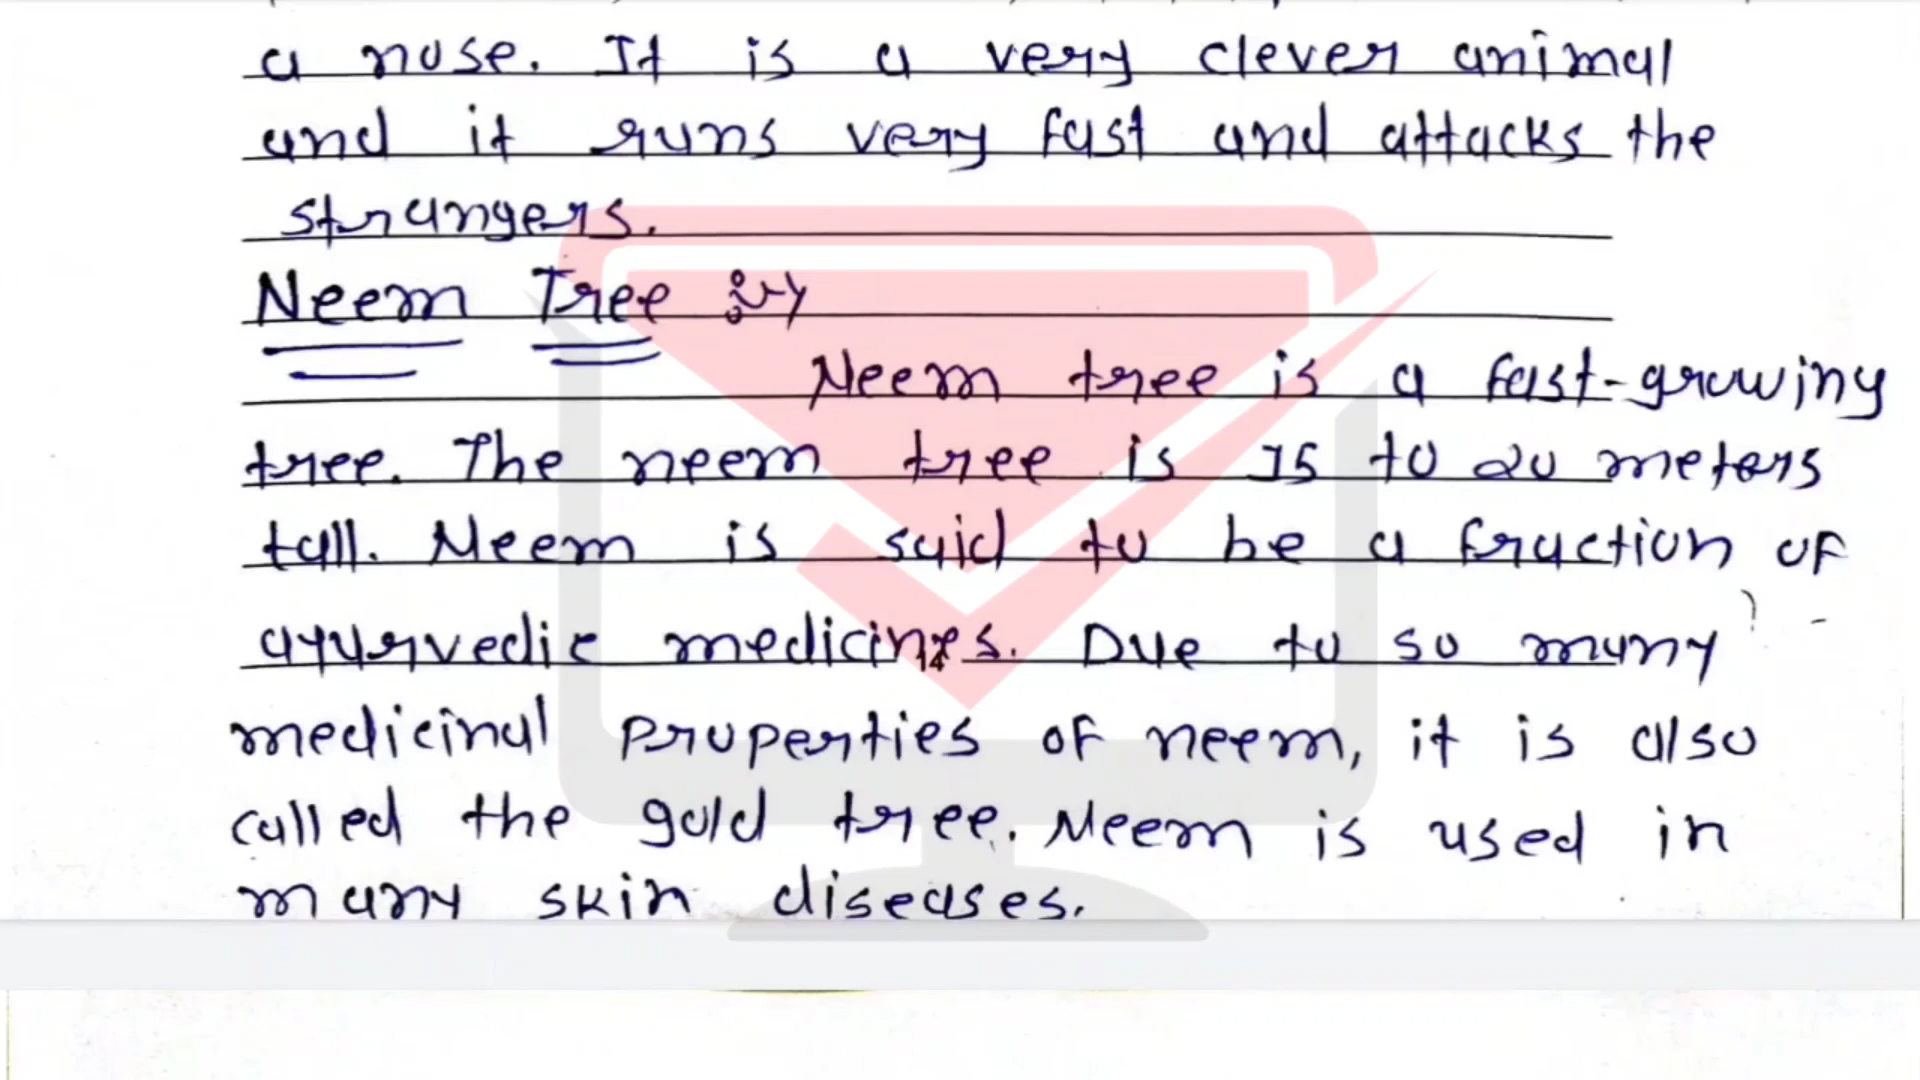 a nose. It is a very clever animal
and it runs very fast and attacks the
strangers.
Neem Tree :->
Neem tree is a fast-growing
tree. The neem tree is 15 to 20 meters
tall. Neem is said to be a fraction of
ayurvedic medicines. Due to so many
14
medicinal properties of neem, it is also
called the gold tree. Neem is used in
many skin diseases.